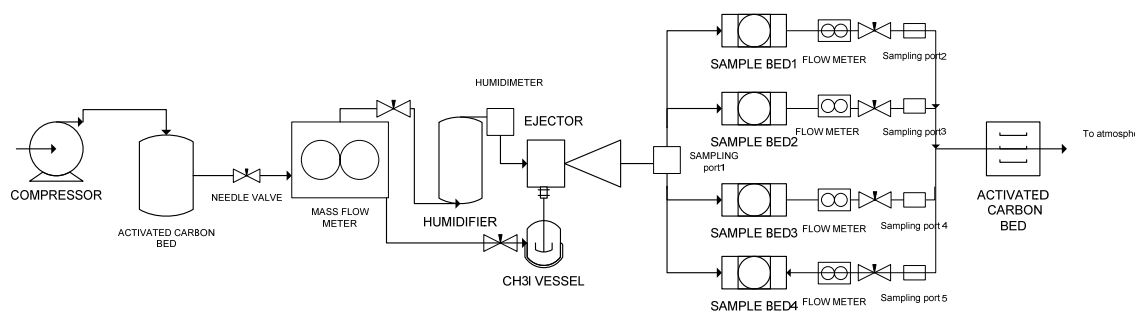 COMPRESSOR
ACTIVATED CARBON
BED
NEEDLE VALVE
MASS FLOW
METER
HUMIDIMETER
HUMIDIFIER
EJECTOR
CH3I VESSEL
SAMPLING
port1
SAMPLE BED1
FLOW METER
Sampling port2
SAMPLE BED2
FLOW METER
Sampling port3
SAMPLE BED3
FLOW METER
Sampling port 4
SAMPLE BED4
FLOW METER
Sampling port 5
ACTIVATED
CARBON
BED
To atmosphe